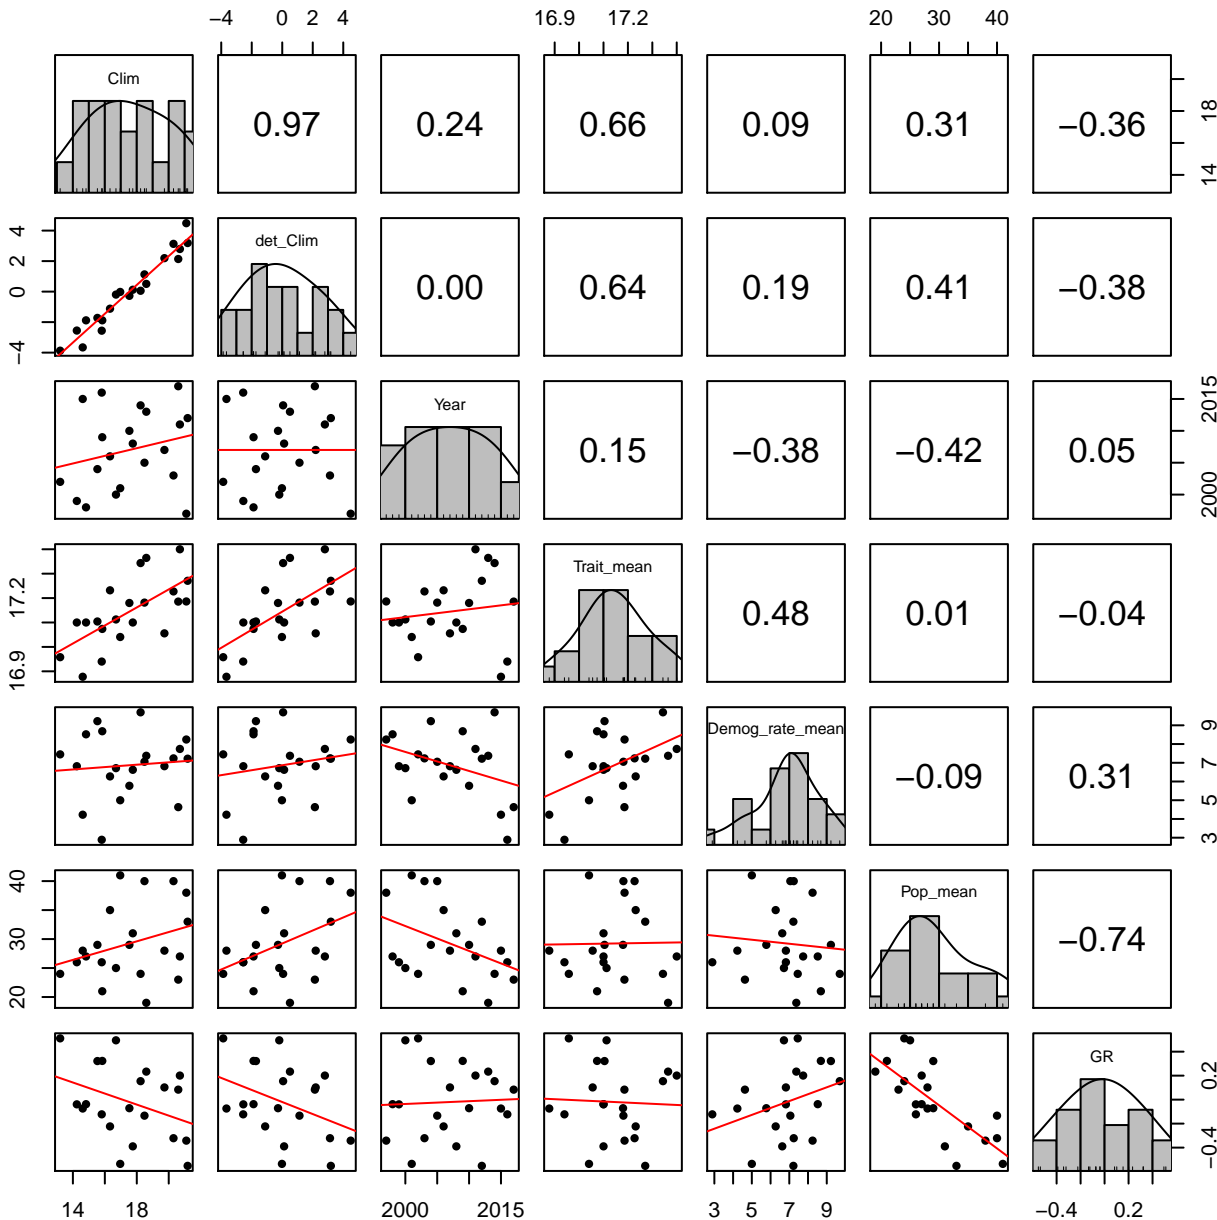 −4 0 2 4 16.9 17.2 20 30 40
Clim 0.97 0.24 0.66 0.09 0.31 −0.36 14 18
−4 0 2 4 det_Clim 0.00 0.64 0.19 0.41 −0.38
Year 0.15 −0.38 −0.42 0.05 2000 2015
16.9 17.2 Trait_mean 0.48 0.01 −0.04
Demog_rate_mean −0.09 0.31 3 5 7 9
20 30 40 Pop_mean −0.74
GR −0.4 0.2
14 18 2000 2015 3 5 7 9 −0.4 0.2